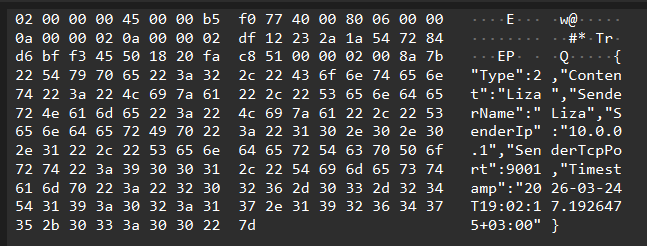 02 00 00 00 45 00 00 b5 f0 77 40 00 80 06 00 00 ····E··· ·w@·····
0a 00 00 02 0a 00 00 02 df 12 23 2a 1a 54 72 84 ········ ··#*·Tr·
d6 bf f3 45 50 18 20 fa c8 51 00 00 02 00 8a 7b ···EP· · ·Q·····{
22 54 79 70 65 22 3a 32 2c 22 43 6f 6e 74 65 6e "Type":2 ,"Conten
74 22 3a 22 4c 69 7a 61 22 2c 22 53 65 6e 64 65 t":"Liza ","Sende
72 4e 61 6d 65 22 3a 22 4c 69 7a 61 22 2c 22 53 rName":" Liza","S
65 6e 64 65 72 49 70 22 3a 22 31 30 2e 30 2e 30 enderIp" :"10.0.0
2e 31 22 2c 22 53 65 6e 64 65 72 54 63 70 50 6f .1","Sen derTcpPo
72 74 22 3a 39 30 30 31 2c 22 54 69 6d 65 73 74 rt":9001 ,"Timest
61 6d 70 22 3a 22 32 30 32 36 2d 30 33 2d 32 34 amp":"20 26-03-24
54 31 39 3a 30 32 3a 31 37 2e 31 39 32 36 34 37 T19:02:1 7.192647
35 2b 30 33 3a 30 30 22 7d 5+03:00" }